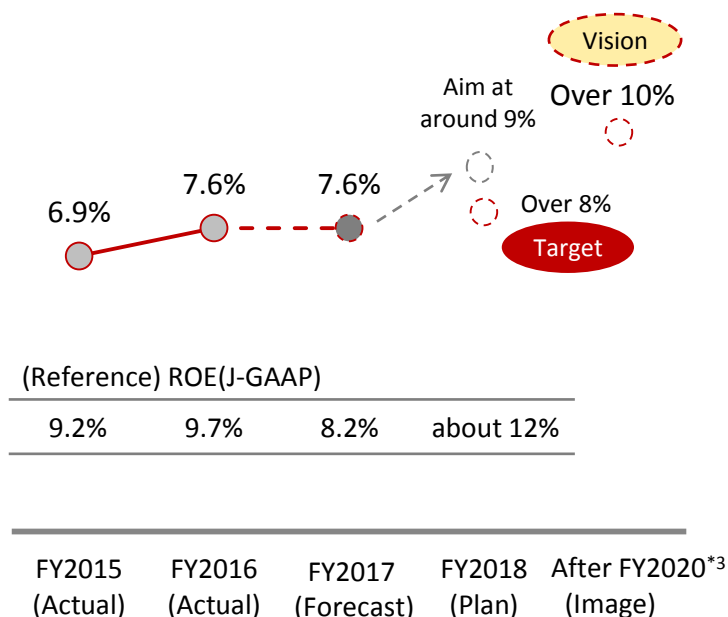 Vision
Aim at
around 9%
Over 10%
7.6%
7.6%
6.9%
Over 8%
Target
(Reference) ROE(J-GAAP)
9.2% 9.7% 8.2% about 12%
FY2015 FY2016 FY2017 FY2018 After FY2020*3
(Actual) (Actual) (Forecast) (Plan) (Image)